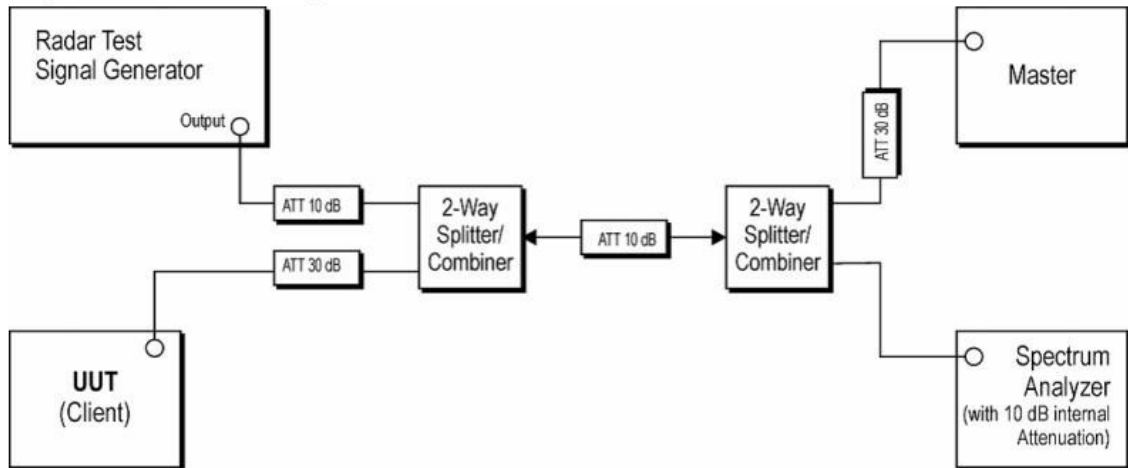 Radar Test
Signal Generator
Output
ATT 10 dB
2-Way
Splitter/
Combiner
ATT 30 dB
UUT
(Client)
ATT 10 dB
2-Way
Splitter/
Combiner
ATT 30 dB
Master
Spectrum
Analyzer
(with 10 dB internal
Attenuation)